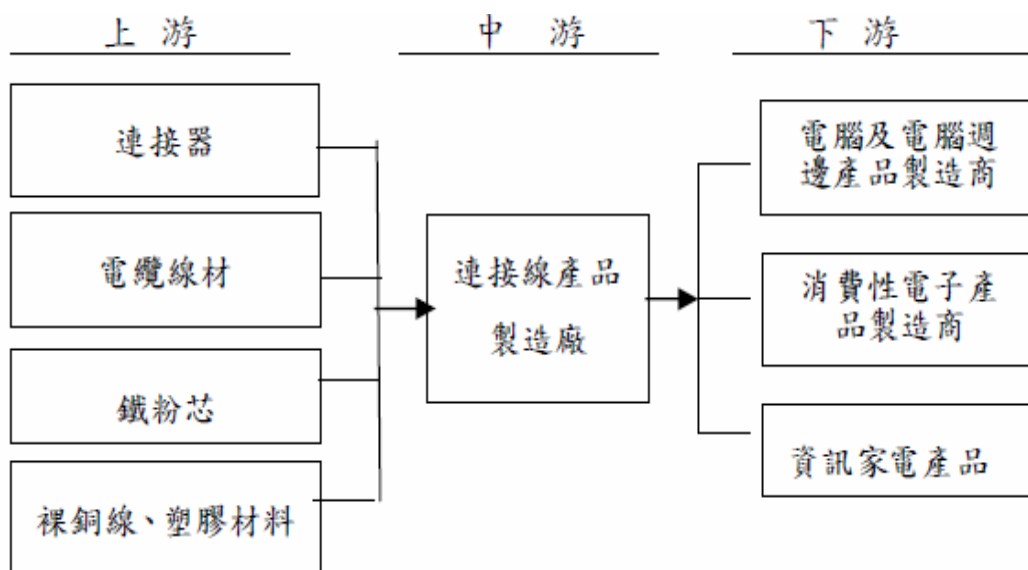 上 游
中 游
下 游
連接器
電纜線材
鐵粉芯
裸銅線、塑膠材料
連接線產品
製造廠
電腦及電腦週
邊產品製造商
消費性電子產
品製造商
資訊家電產品